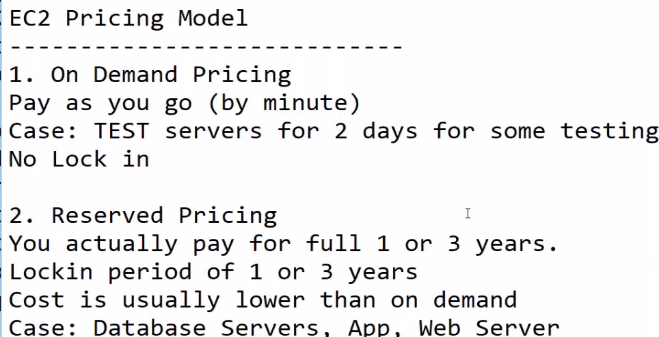 EC2 Pricing Model
----------------------------
1. On Demand Pricing
Pay as you go (by minute)
Case: TEST servers for 2 days for some testing
No Lock in
2. Reserved Pricing
You actually pay for full 1 or 3 years.
Lockin period of 1 or 3 years
Cost is usually lower than on demand
Case: Database Servers, App, Web Server